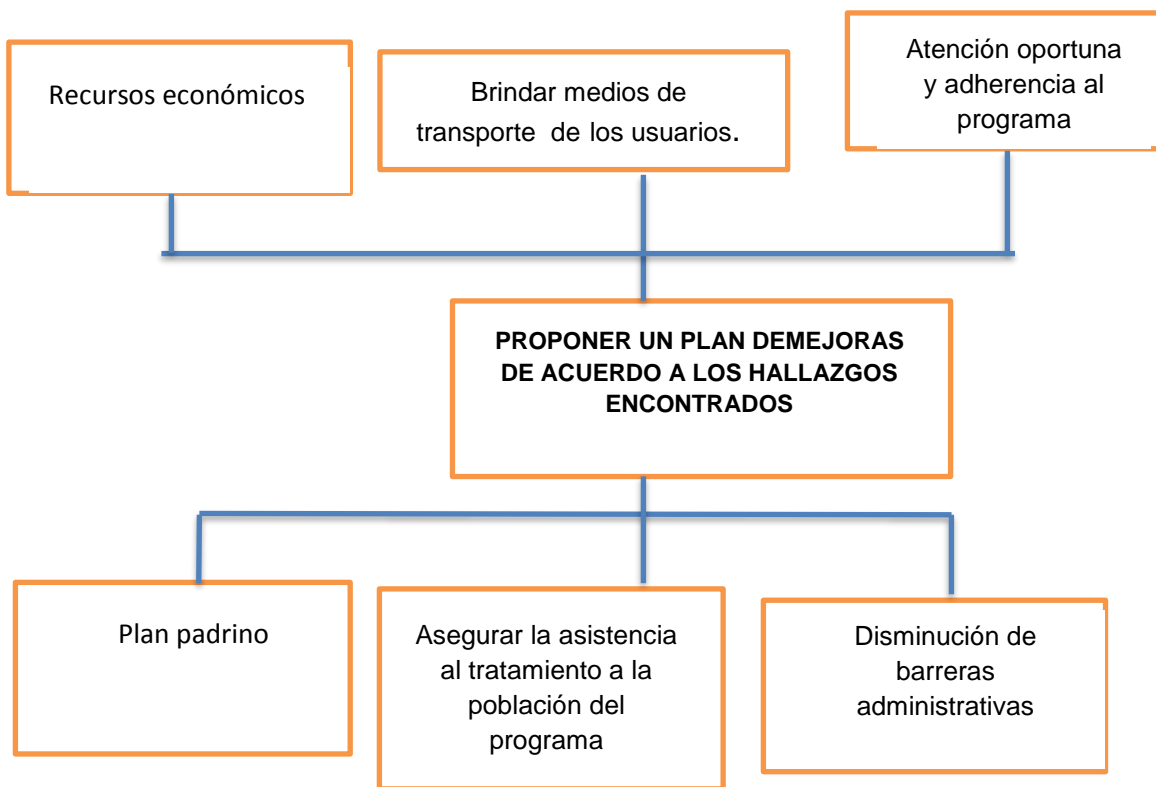 Recursos económicos
Brindar medios de
transporte  de los usuarios.
Atención oportuna
y adherencia al
programa
PROPONER UN PLAN DEMEJORAS
DE ACUERDO A LOS HALLAZGOS
ENCONTRADOS
Plan padrino
Asegurar la asistencia
al tratamiento a la
población del
programa
Disminución de
barreras
administrativas